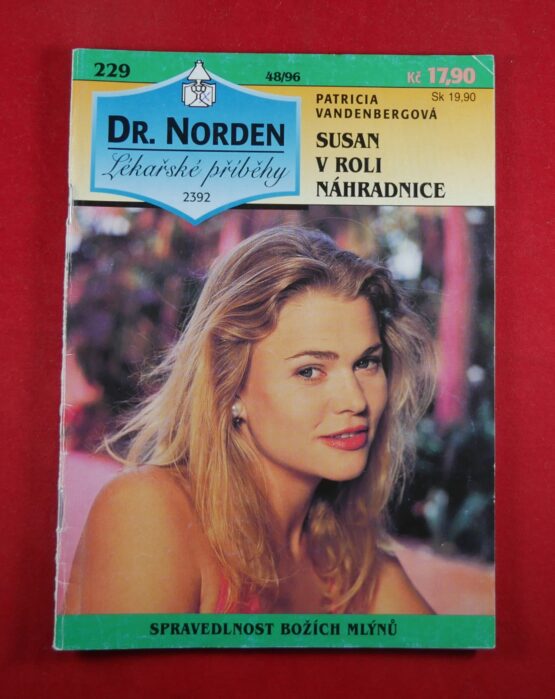 229
48/96
Kč 17,90
Sk 19,90
DR. NORDEN
Lékařské příběhy
2392
PATRICIA
VANDENBERGOVÁ
SUSAN
V ROLI
NÁHRADNICE
SPRAVEDLNOST BOŽÍCH MLÝNŮ